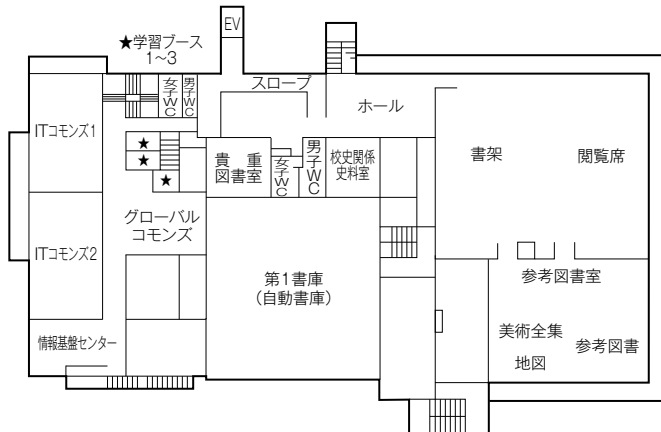 EV
★学習ブース
1~3
女子WC
男子WC
スロープ
ホール
ITコモンズ1
★
★
★
貴重
図書室
女子WC
男子WC
校史関係
史料室
書架
閲覧席
グローバル
コモンズ
ITコモンズ2
第1書庫
(自動書庫)
参考図書室
情報基盤センター
美術全集
地図
参考図書